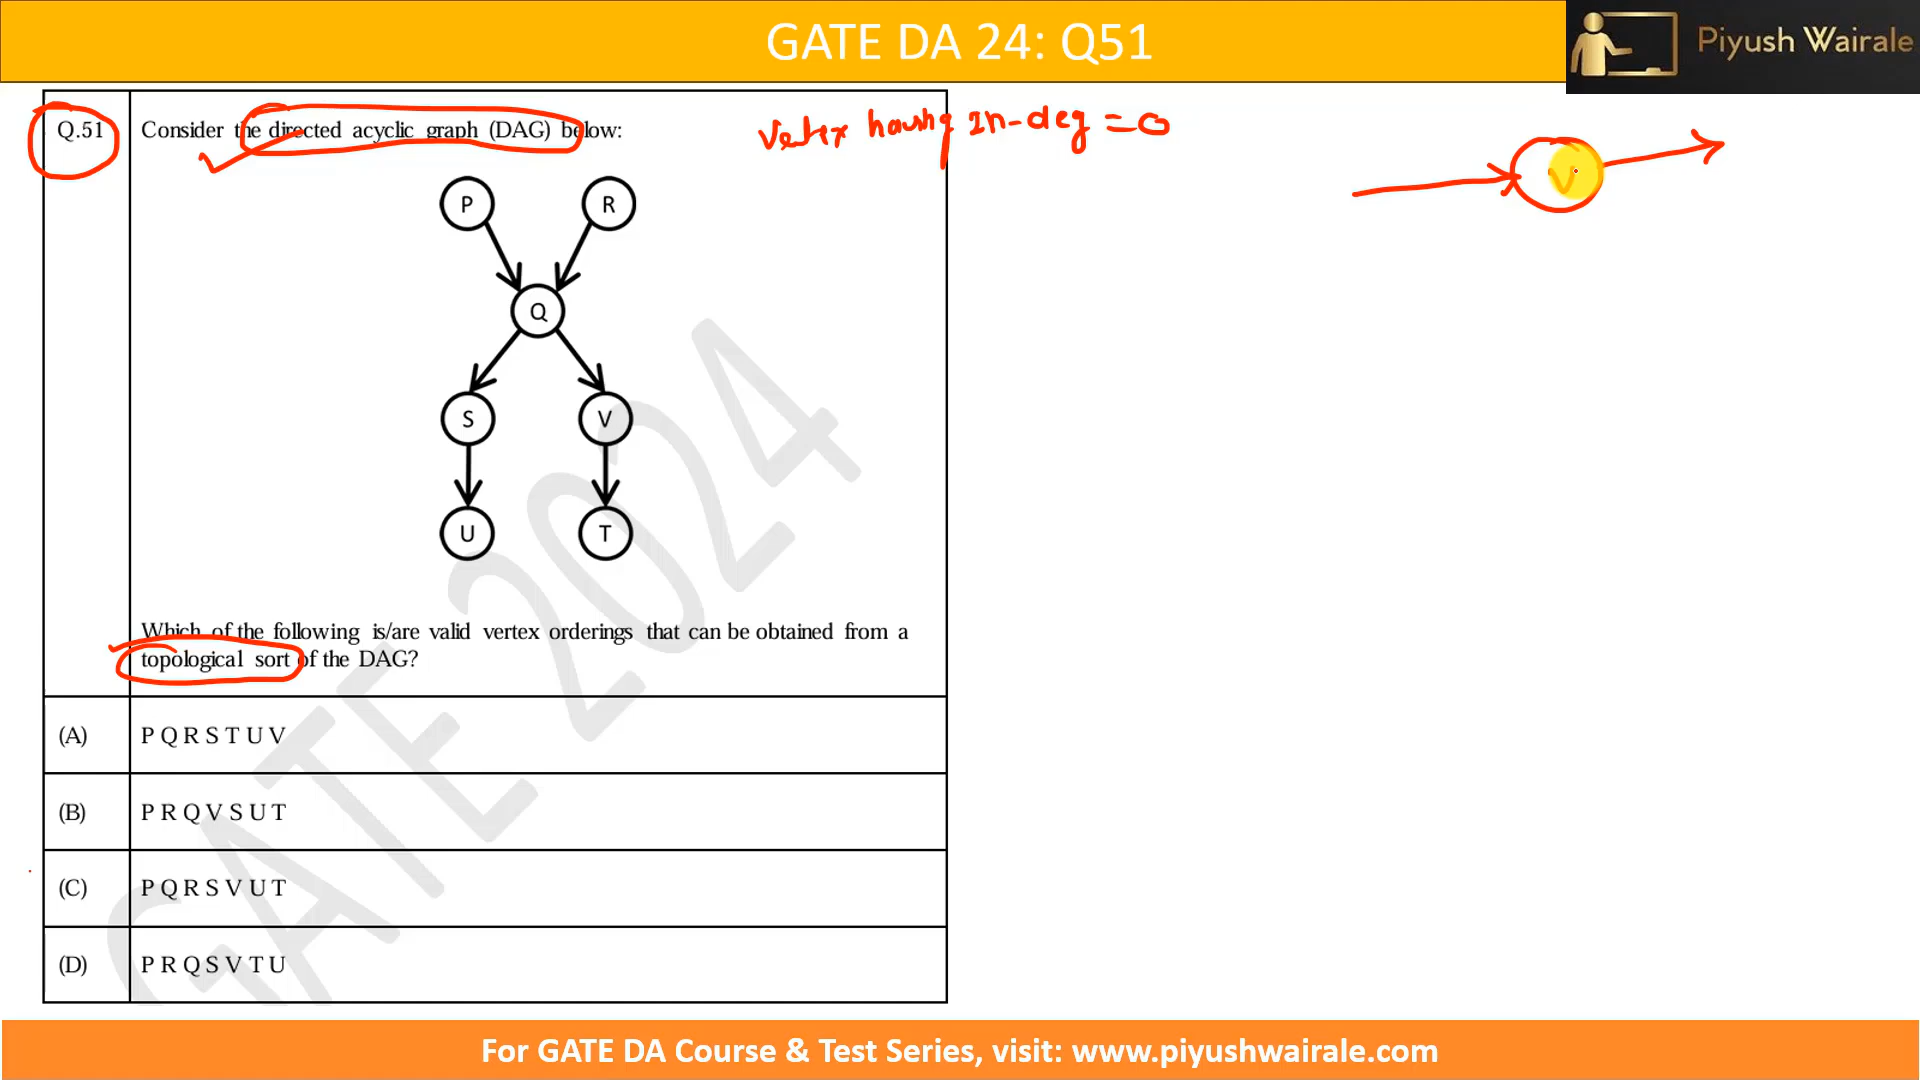 GATE DA 24: Q51
Piyush Wairale
Q.51
Consider the directed acyclic graph (DAG) below:
Vertex having In-deg = 0
V
P
R
Q
S
V
U
T
Which of the following is/are valid vertex orderings that can be obtained from a
topological sort of the DAG?
(A) P Q R S T U V
(B) P R Q V S U T
(C) P Q R S V U T
(D) P R Q S V T U
GATE 2024
For GATE DA Course & Test Series, visit: www.piyushwairale.com